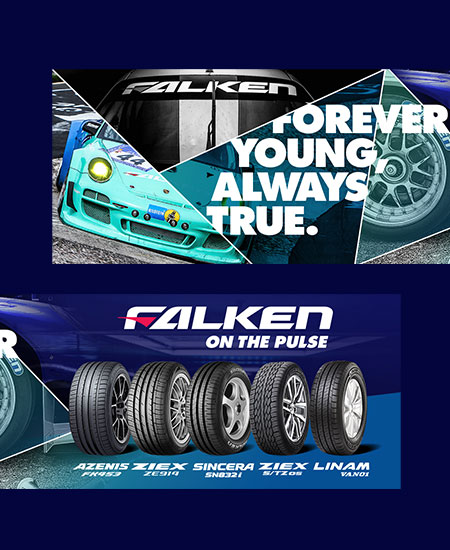 FALKEN
44
FOREVER
YOUNG,
ALWAYS
TRUE.
R
FALKEN
ON THE PULSE
AZENIS ZIEX SINCERA ZIEX LINAM
FK453 ZE914 SN832i S/TZ05 VAN01